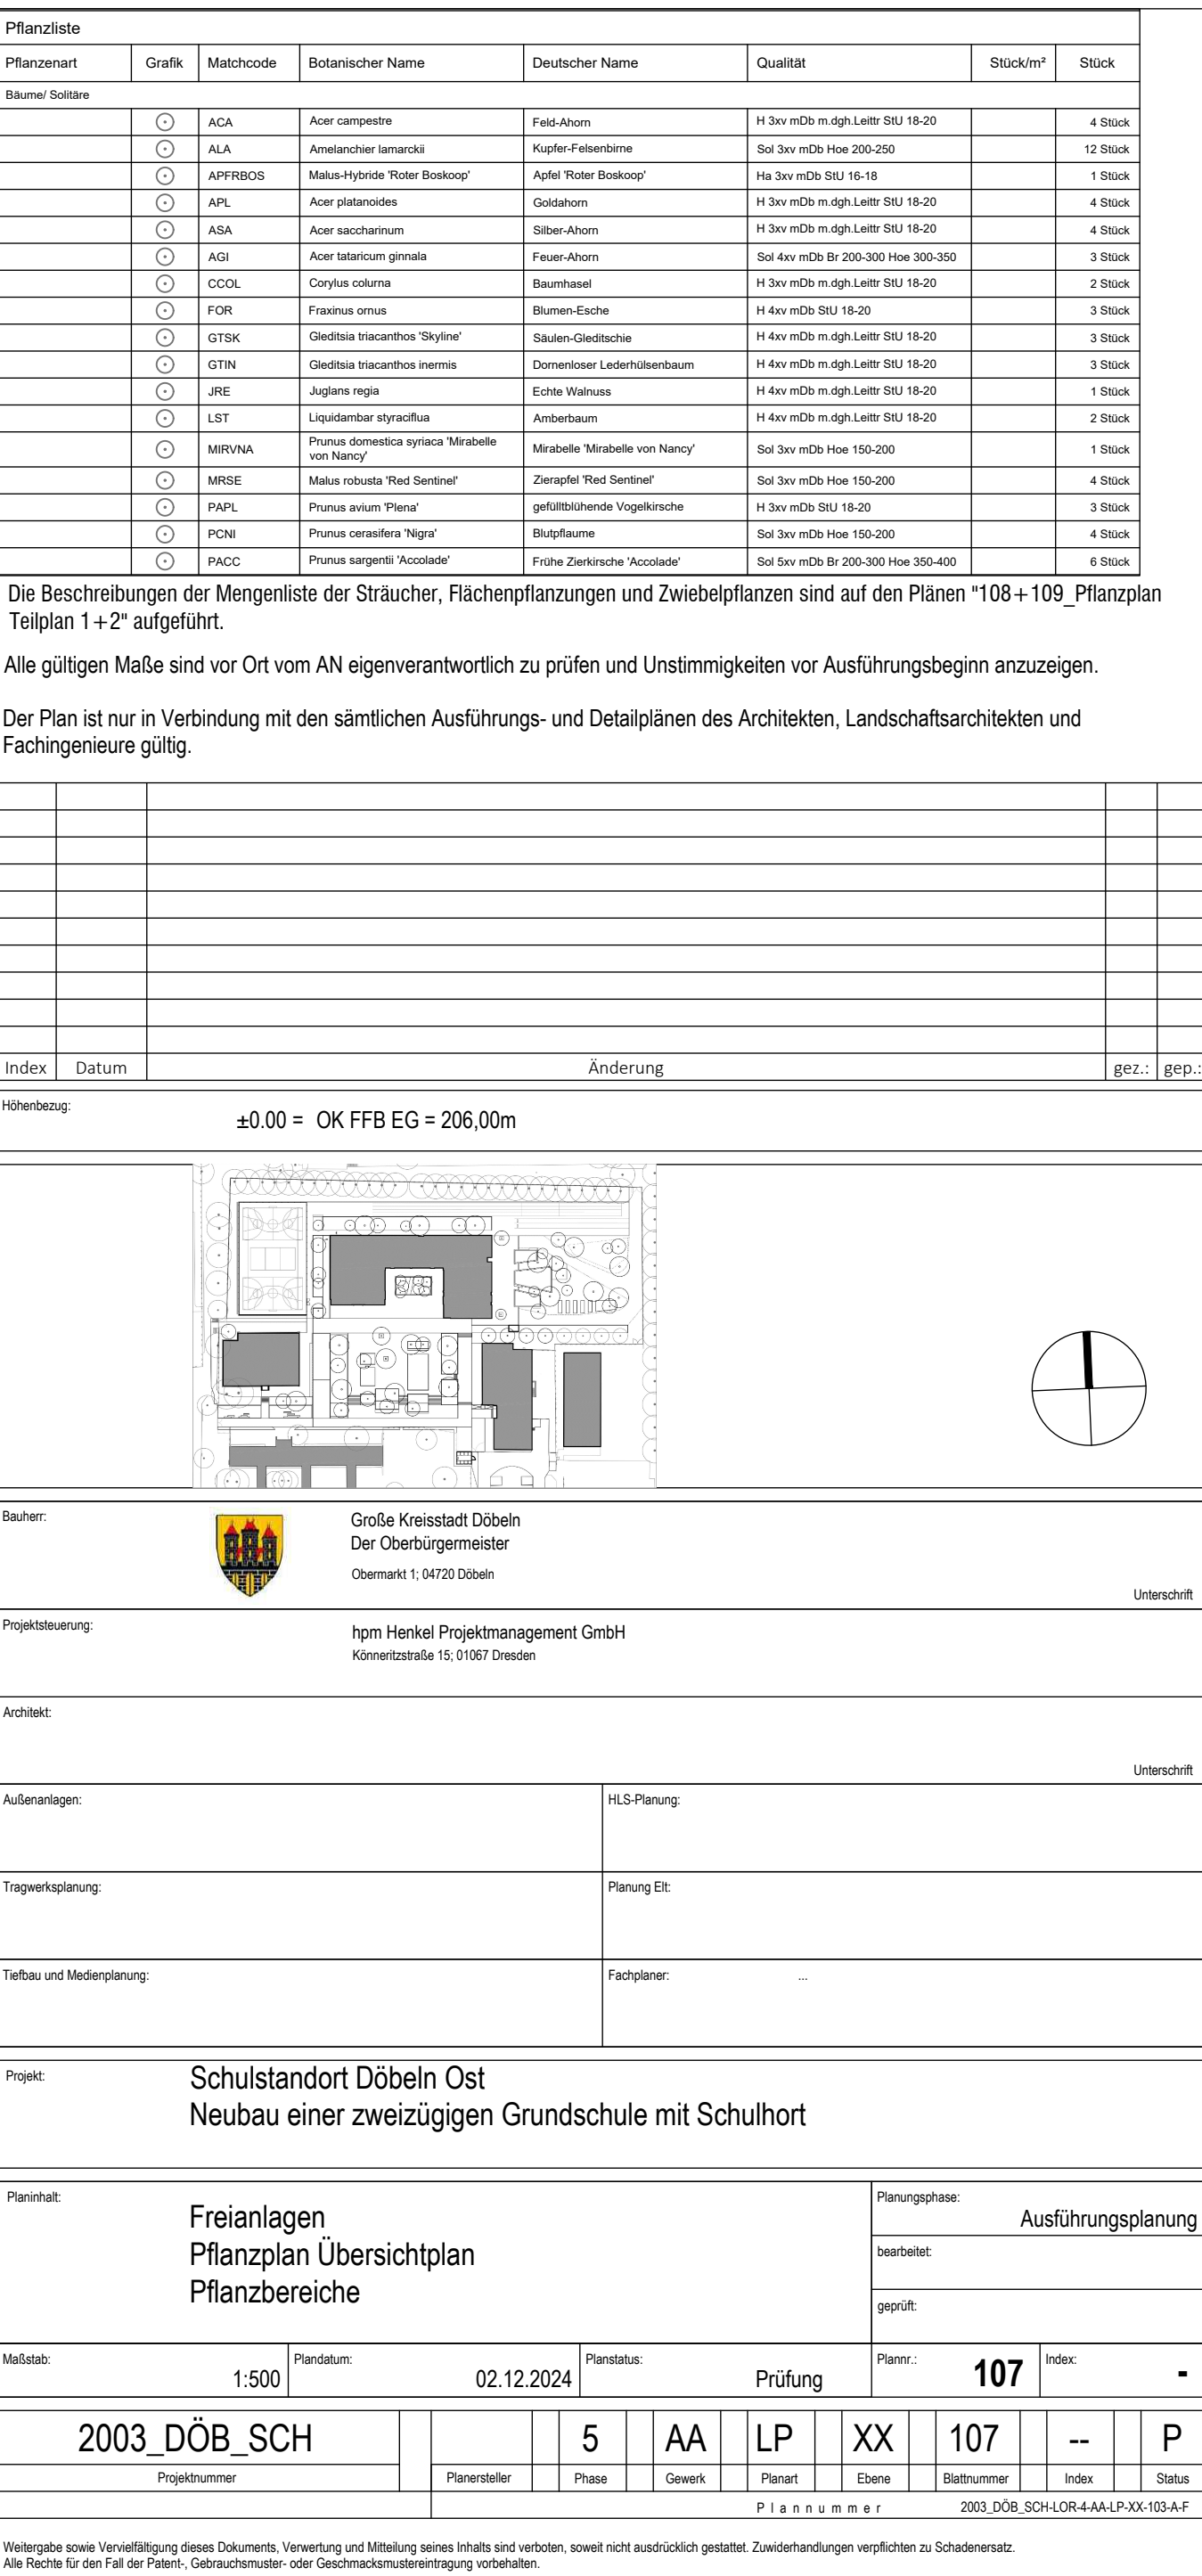 Pflanzliste
Pflanzenart Grafik Matchcode Botanischer Name Deutscher Name Qualität Stück/m² Stück
Bäume/ Solitäre
ACA Acer campestre Feld-Ahorn H 3xv mDb m.dgh.Leittr StU 18-20 4 Stück
ALA Amelanchier lamarckii Kupfer-Felsenbirne Sol 3xv mDb Hoe 200-250 12 Stück
APFRBOS Malus-Hybride 'Roter Boskoop' Apfel 'Roter Boskoop' Ha 3xv mDb StU 16-18 1 Stück
APL Acer platanoides Goldahorn H 3xv mDb m.dgh.Leittr StU 18-20 4 Stück
ASA Acer saccharinum Silber-Ahorn H 3xv mDb m.dgh.Leittr StU 18-20 4 Stück
AGI Acer tataricum ginnala Feuer-Ahorn Sol 4xv mDb Br 200-300 Hoe 300-350 3 Stück
CCOL Corylus colurna Baumhasel H 3xv mDb m.dgh.Leittr StU 18-20 2 Stück
FOR Fraxinus ornus Blumen-Esche H 4xv mDb StU 18-20 3 Stück
GTSK Gleditsia triacanthos 'Skyline' Säulen-Gleditschie H 4xv mDb m.dgh.Leittr StU 18-20 3 Stück
GTIN Gleditsia triacanthos inermis Dornenloser Lederhülsenbaum H 4xv mDb m.dgh.Leittr StU 18-20 3 Stück
JRE Juglans regia Echte Walnuss H 4xv mDb m.dgh.Leittr StU 18-20 1 Stück
LST Liquidambar styraciflua Amberbaum H 4xv mDb m.dgh.Leittr StU 18-20 2 Stück
MIRVNA Prunus domestica syriaca 'Mirabelle von Nancy' Mirabelle 'Mirabelle von Nancy' Sol 3xv mDb Hoe 150-200 1 Stück
MRSE Malus robusta 'Red Sentinel' Zierapfel 'Red Sentinel' Sol 3xv mDb Hoe 150-200 4 Stück
PAPL Prunus avium 'Plena' gefülltblühende Vogelkirsche H 3xv mDb StU 18-20 3 Stück
PCNI Prunus cerasifera 'Nigra' Blutpflaume Sol 3xv mDb Hoe 150-200 4 Stück
PACC Prunus sargentii 'Accolade' Frühe Zierkirsche 'Accolade' Sol 5xv mDb Br 200-300 Hoe 350-400 6 Stück
Die Beschreibungen der Mengenliste der Sträucher, Flächenpflanzungen und Zwiebelpflanzen sind auf den Plänen "108+109_Pflanzplan
Teilplan 1+2" aufgeführt.
Alle gültigen Maße sind vor Ort vom AN eigenverantwortlich zu prüfen und Unstimmigkeiten vor Ausführungsbeginn anzuzeigen.
Der Plan ist nur in Verbindung mit den sämtlichen Ausführungs- und Detailplänen des Architekten, Landschaftsarchitekten und
Fachingenieure gültig.
Index Datum Änderung gez.: gep.:
Höhenbezug:
±0.00 = OK FFB EG = 206,00m
Bauherr:
Große Kreisstadt Döbeln
Der Oberbürgermeister
Obermarkt 1; 04720 Döbeln
Unterschrift
Projektsteuerung:
hpm Henkel Projektmanagement GmbH
Könneritzstraße 15; 01067 Dresden
Architekt:
Unterschrift
Außenanlagen: HLS-Planung:
Tragwerksplanung: Planung Elt:
Tiefbau und Medienplanung: Fachplaner: ...
Projekt:
Schulstandort Döbeln Ost
Neubau einer zweizügigen Grundschule mit Schulhort
Planinhalt:
Freianlagen
Pflanzplan Übersichtplan
Pflanzbereiche
Planungsphase:
Ausführungsplanung
bearbeitet:
geprüft:
Maßstab: 1:500 Plandatum: 02.12.2024 Planstatus: Prüfung Plannr.: 107 Index: -
2003_DÖB_SCH 5 AA LP XX 107 -- P
Projektnummer Planersteller Phase Gewerk Planart Ebene Blattnummer Index Status
Plannummer 2003_DÖB_SCH-LOR-4-AA-LP-XX-103-A-F
Weitergabe sowie Vervielfältigung dieses Dokuments, Verwertung und Mitteilung seines Inhalts sind verboten, soweit nicht ausdrücklich gestattet. Zuwiderhandlungen verpflichten zu Schadenersatz.
Alle Rechte für den Fall der Patent-, Gebrauchsmuster- oder Geschmacksmustereintragung vorbehalten.